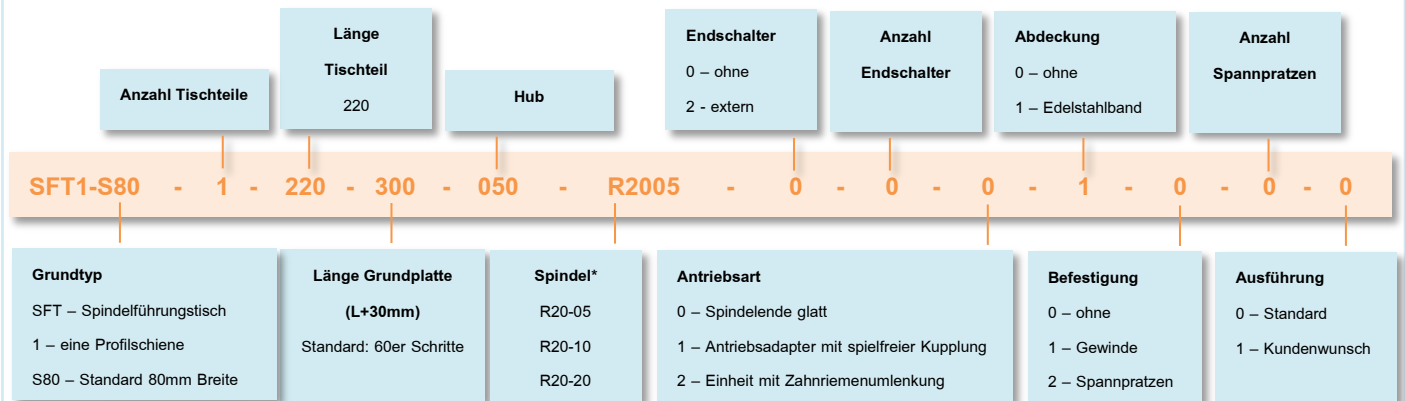 Anzahl Tischteile
Länge
Tischteil
220
Hub
Endschalter
0 – ohne
2 - extern
Anzahl
Endschalter
Abdeckung
0 – ohne
1 – Edelstahlband
Anzahl
Spannpratzen
SFT1-S80 - 1 - 220 - 300 - 050 - R2005 - 0 - 0 - 0 - 1 - 0 - 0 - 0
Grundtyp
SFT – Spindelführungstisch
1 – eine Profilschiene
S80 – Standard 80mm Breite
Länge Grundplatte
(L+30mm)
Standard: 60er Schritte
Spindel*
R20-05
R20-10
R20-20
Antriebsart
0 – Spindelende glatt
1 – Antriebsadapter mit spielfreier Kupplung
2 – Einheit mit Zahnriemenumlenkung
Befestigung
0 – ohne
1 – Gewinde
2 – Spannpratzen
Ausführung
0 – Standard
1 – Kundenwunsch